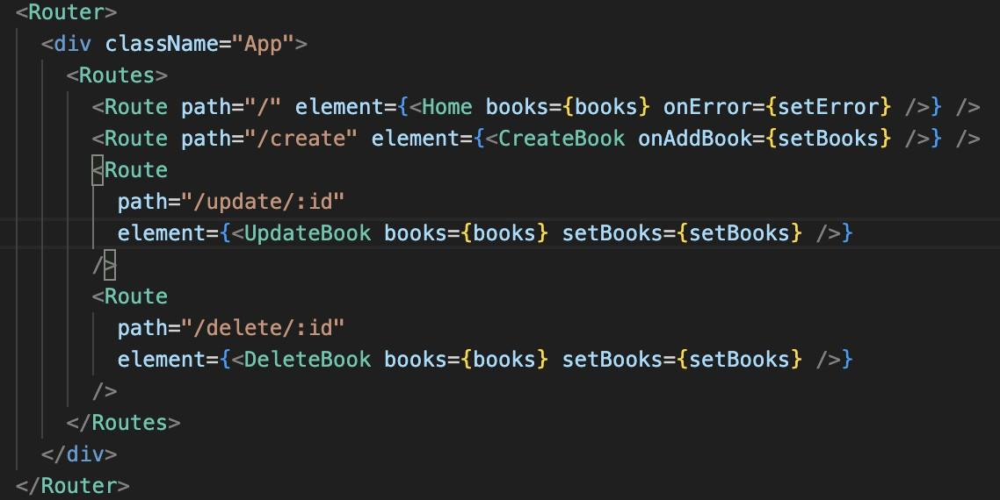 <Router>
<div className="App">
<Routes>
<Route path="/" element={<Home books={books} onError={setError} />} />
<Route path="/create" element={<CreateBook onAddBook={setBooks} />} />
<Route
path="/update/:id"
element={<UpdateBook books={books} setBooks={setBooks} />}
/>
<Route
path="/delete/:id"
element={<DeleteBook books={books} setBooks={setBooks} />}
/>
</Routes>
</div>
</Router>